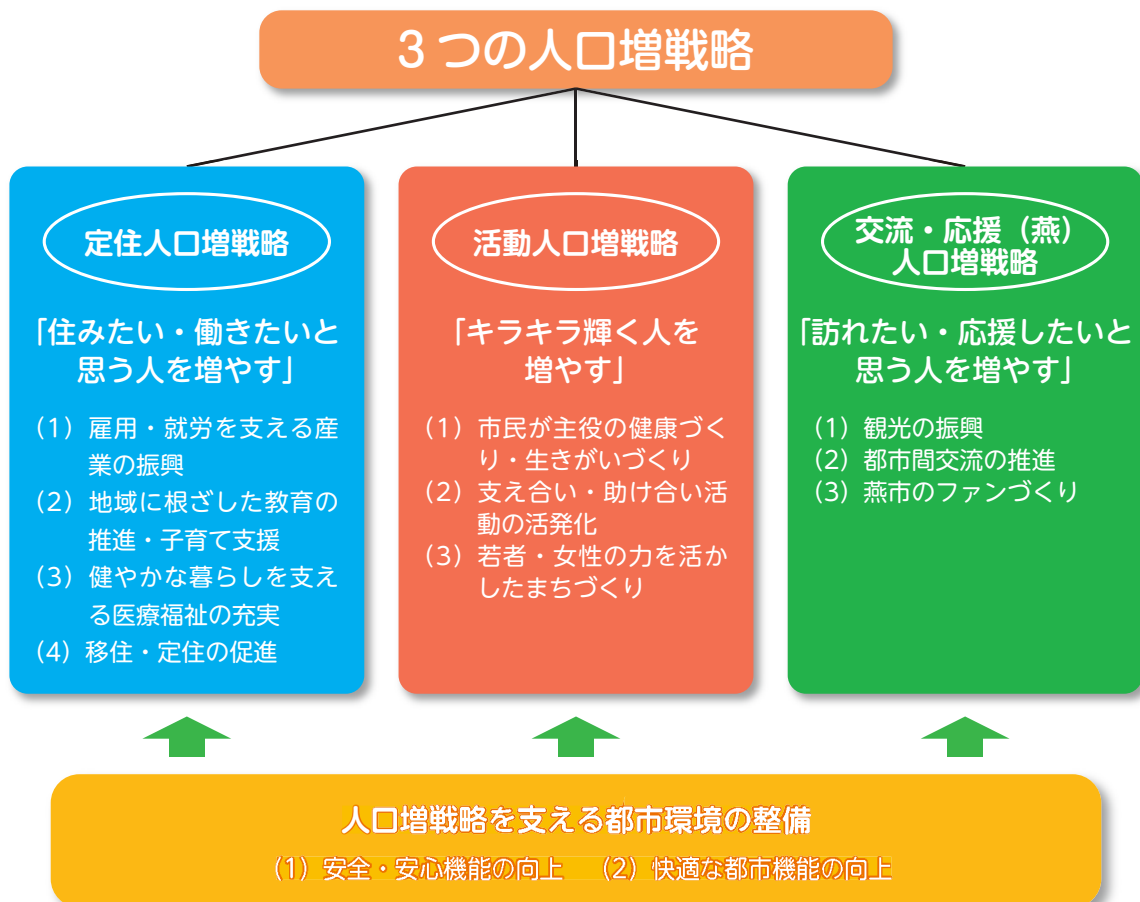 3つの人口増戦略
定住人口増戦略
「住みたい・働きたいと
思う人を増やす」
（1）雇用・就労を支える産
業の振興
（2）地域に根ざした教育の
推進・子育て支援
（3）健やかな暮らしを支え
る医療福祉の充実
（4）移住・定住の促進
活動人口増戦略
「キラキラ輝く人を
増やす」
（1）市民が主役の健康づく
り・生きがいづくり
（2）支え合い・助け合い活
動の活発化
（3）若者・女性の力を活か
したまちづくり
交流・応援（燕）
人口増戦略
「訪れたい・応援したいと
思う人を増やす」
（1）観光の振興
（2）都市間交流の推進
（3）燕市のファンづくり
人口増戦略を支える都市環境の整備
（1）安全・安心機能の向上　（2）快適な都市機能の向上